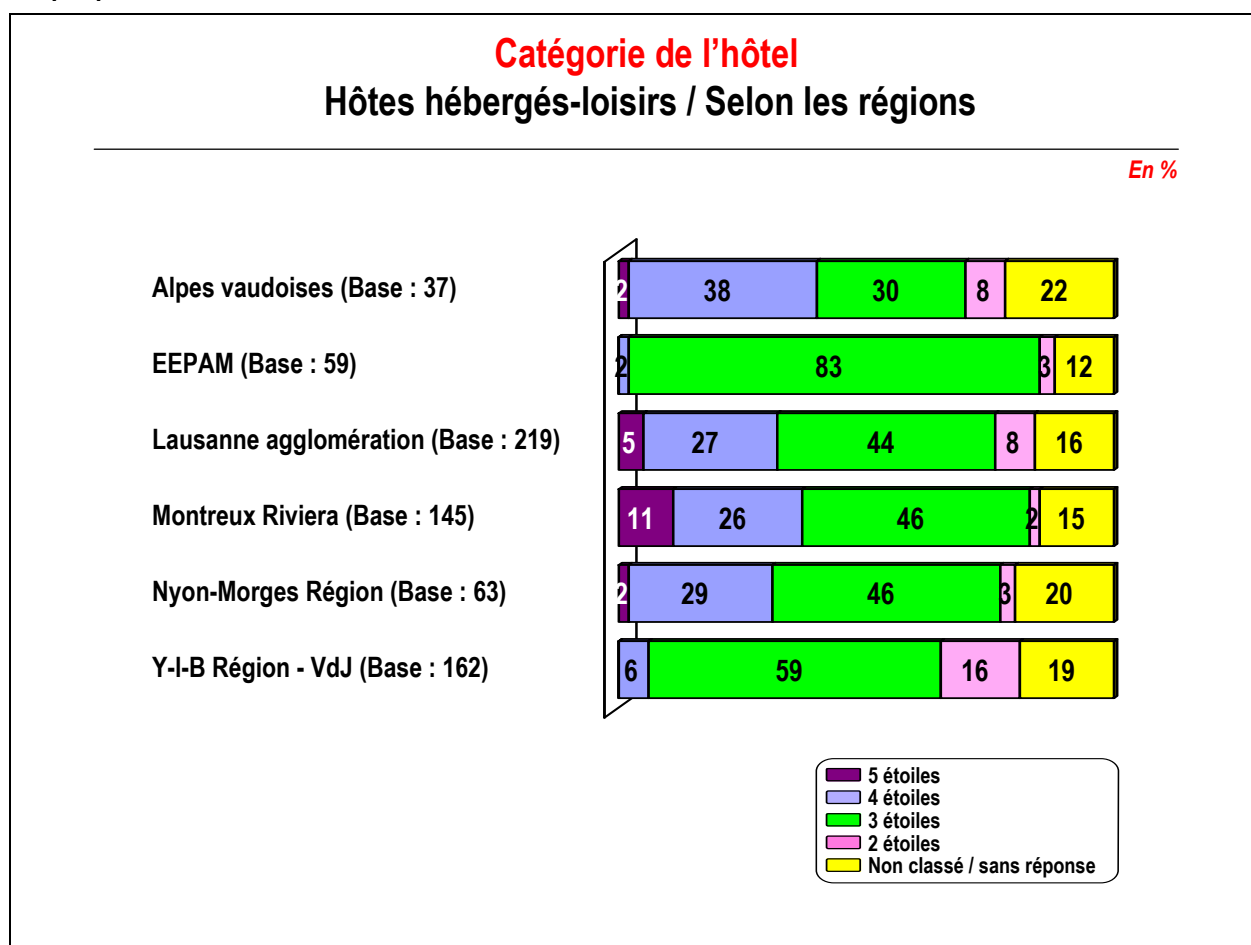 Catégorie de l’hôtel
Hôtes hébergés-loisirs / Selon les régions
En %
Alpes vaudoises (Base : 37)
2 38 30 8 22
EEPAM (Base : 59)
2 83 3 12
Lausanne agglomération (Base : 219)
5 27 44 8 16
Montreux Riviera (Base : 145)
11 26 46 2 15
Nyon-Morges Région (Base : 63)
2 29 46 3 20
Y-I-B Région - VdJ (Base : 162)
6 59 16 19
5 étoiles
4 étoiles
3 étoiles
2 étoiles
Non classé / sans réponse